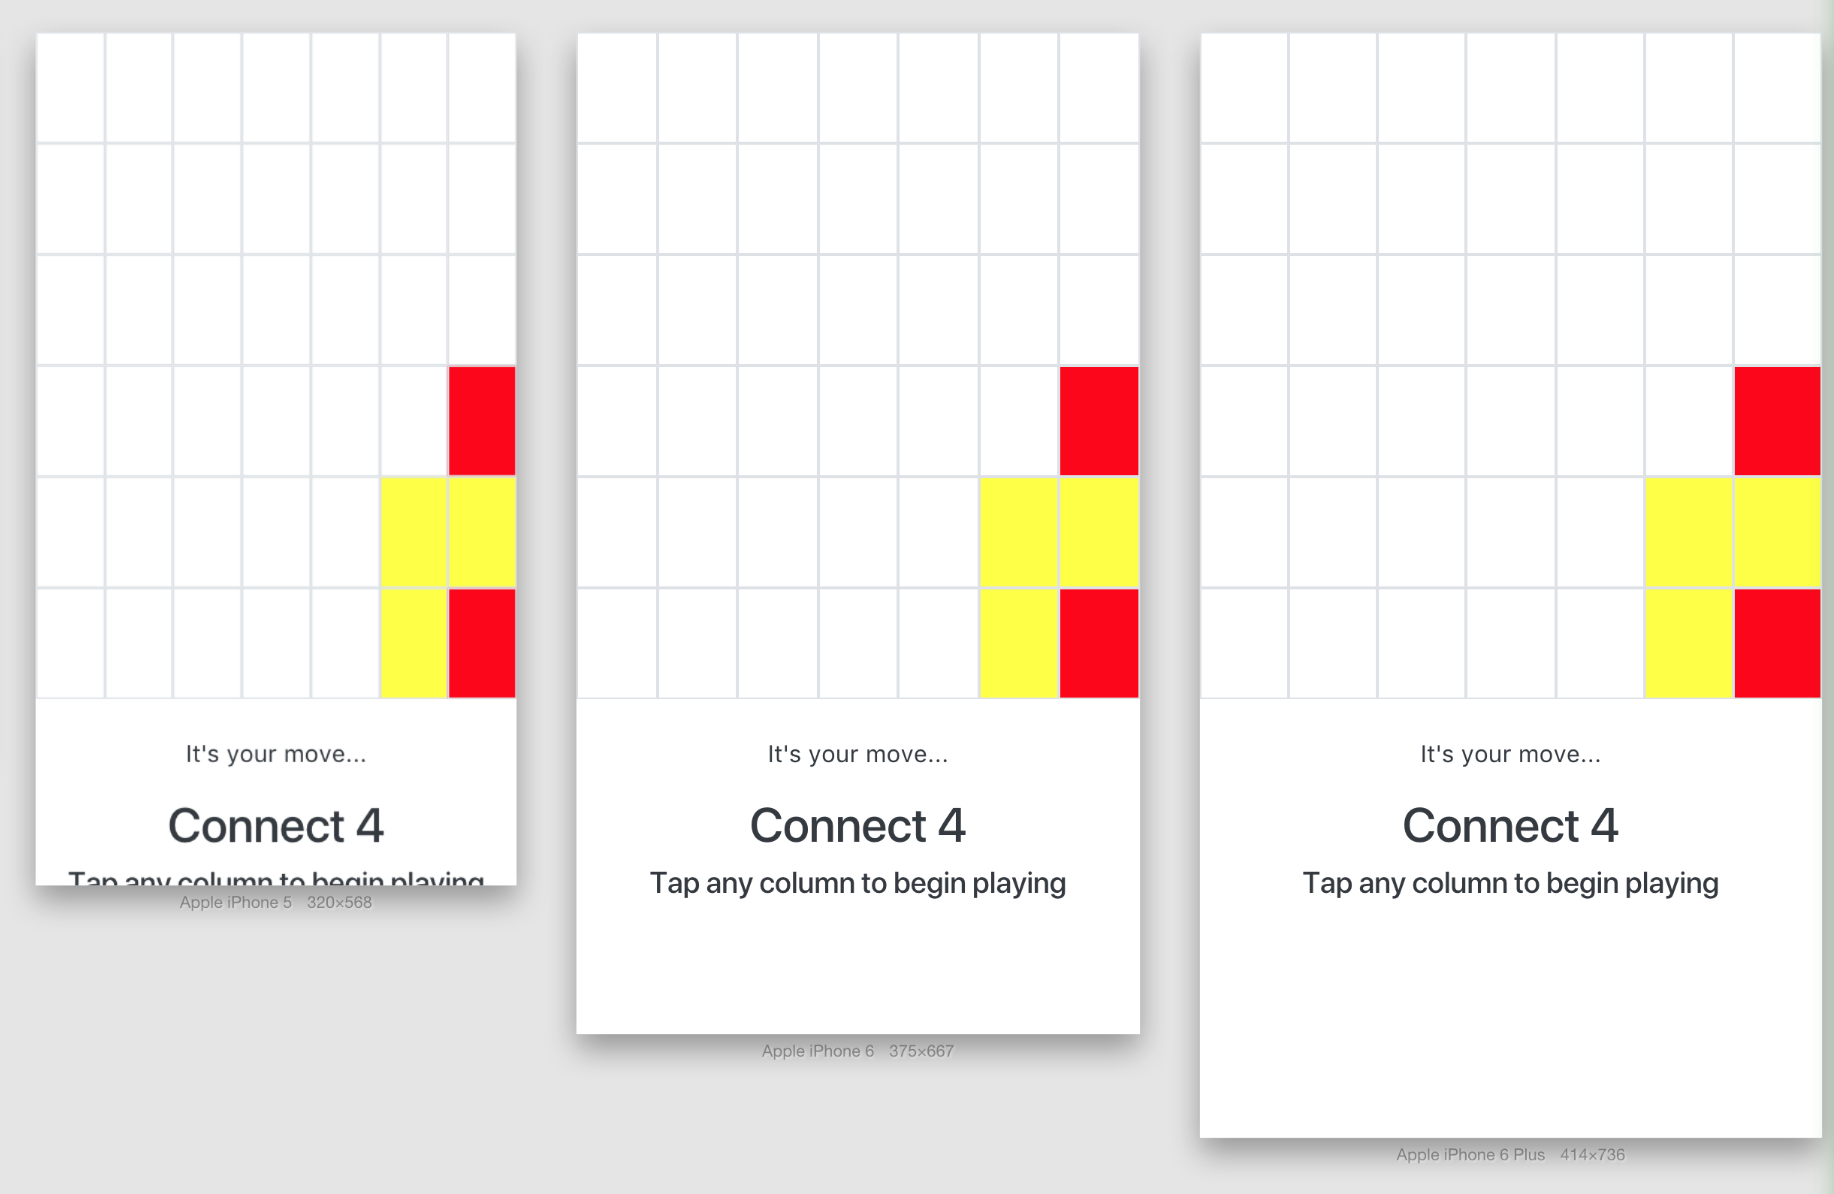 It's your move...
Connect 4
Tap any column to begin playing
Apple iPhone 5 320×568
It's your move...
Connect 4
Tap any column to begin playing
Apple iPhone 6 375×667
It's your move...
Connect 4
Tap any column to begin playing
Apple iPhone 6 Plus 414×736